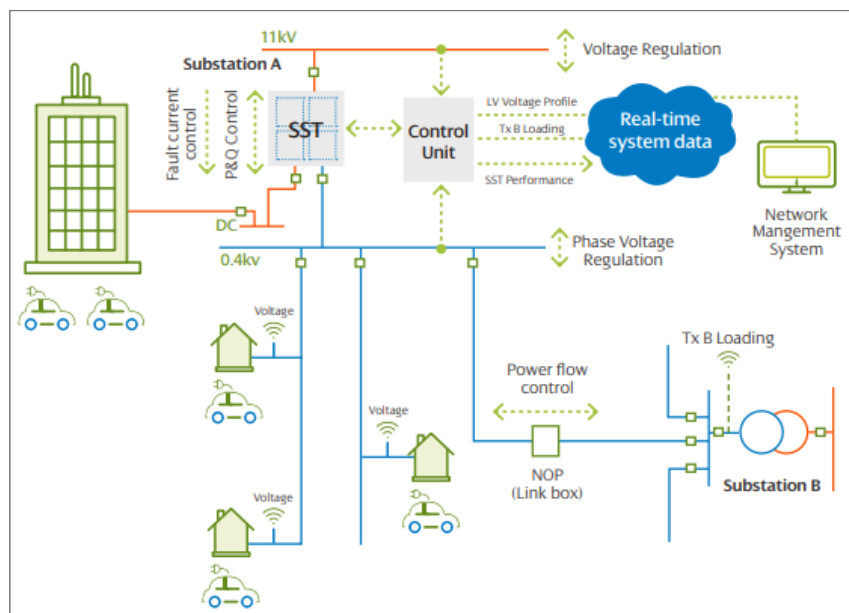 11kV
Voltage Regulation
Substation A
Fault current
control
P&Q Control
SST
Control
Unit
LV Voltage Profile
Tx B Loading
SST Performance
Real-time
system data
Network
Mangement
System
DC
0.4kv
Phase Voltage
Regulation
Voltage
Voltage
Voltage
Power flow
control
NOP
(Link box)
Tx B Loading
Substation B